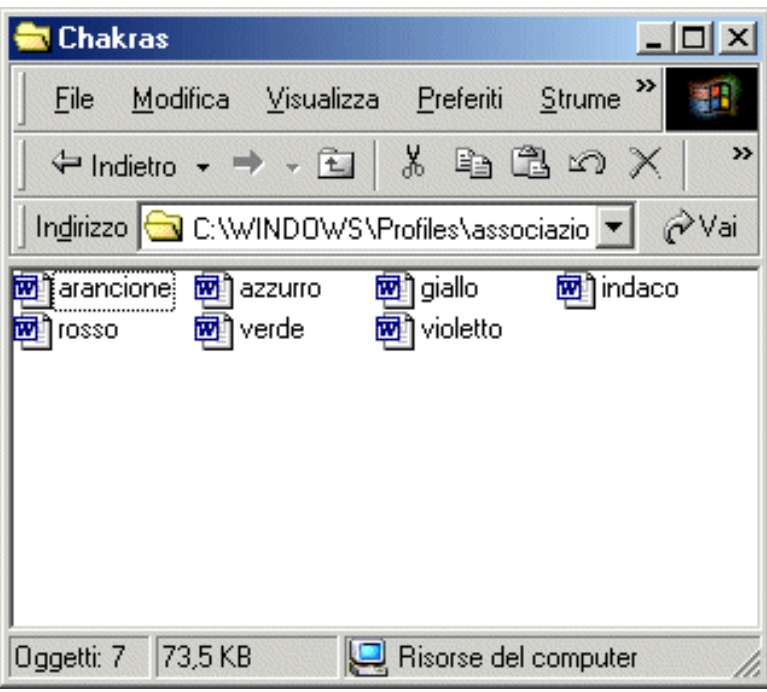 Chakras
File Modifica Visualizza Preferiti Strume »
Indietro »
Indirizzo C:\WINDOWS\Profiles\associazio Vai
arancione azzurro giallo indaco
rosso verde violetto
Oggetti: 7 73,5 KB Risorse del computer